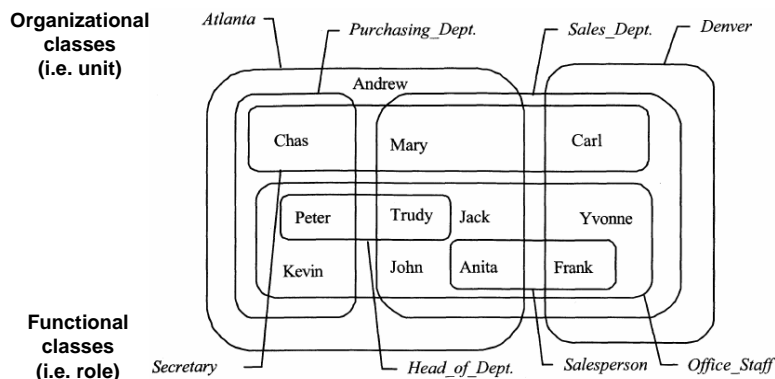 Organizational
classes
(i.e. unit)
Atlanta
Purchasing_Dept.
Sales_Dept.
Denver
Andrew
Chas
Mary
Carl
Peter
Trudy
Jack
Yvonne
Kevin
John
Anita
Frank
Functional
classes
(i.e. role)
Secretary
Head_of_Dept.
Salesperson
Office_Staff